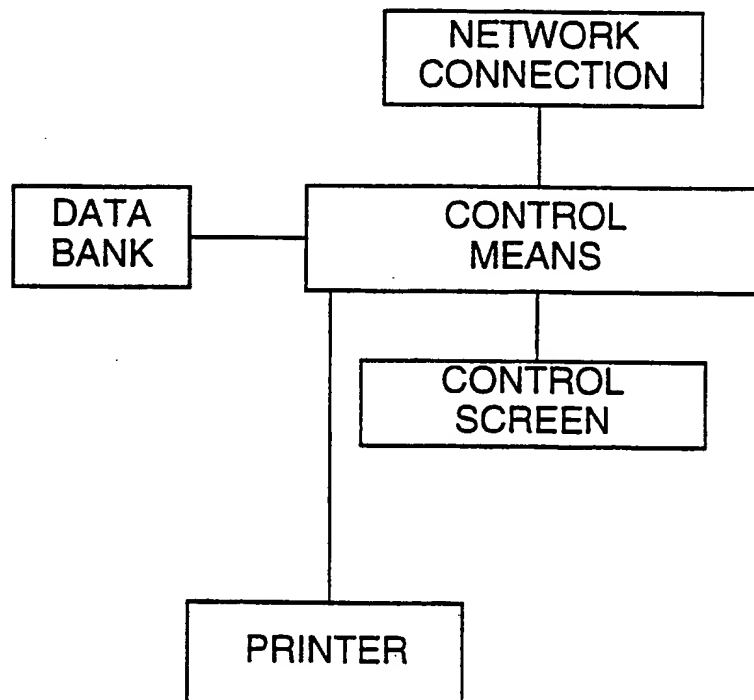 NETWORK
CONNECTION
DATA
BANK
CONTROL
MEANS
CONTROL
SCREEN
PRINTER